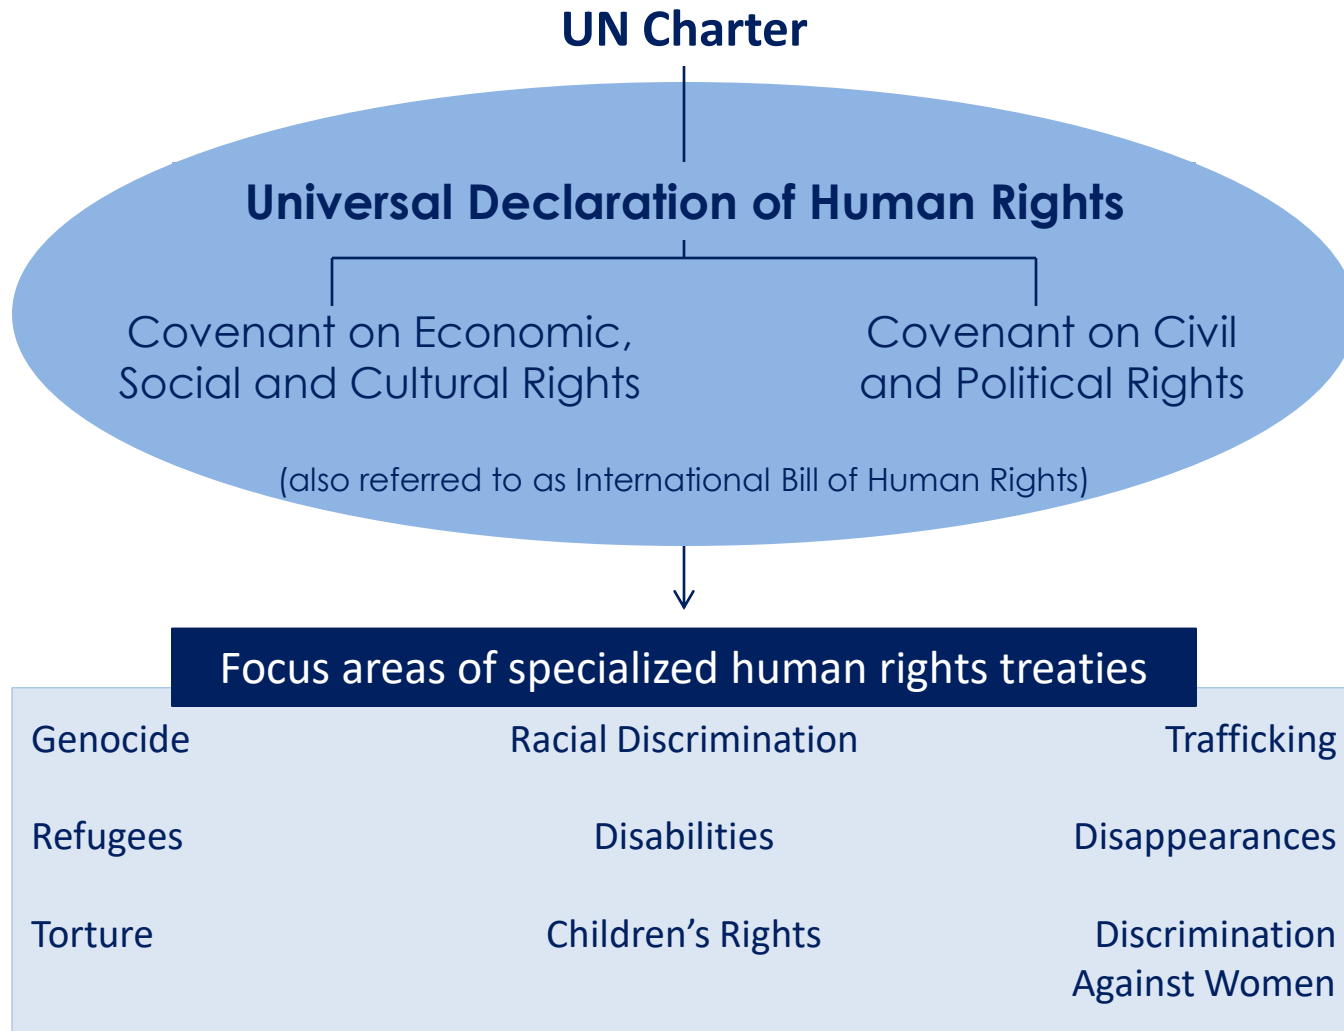 UN Charter
Universal Declaration of Human Rights
Covenant on Economic,
Social and Cultural Rights
Covenant on Civil
and Political Rights
(also referred to as International Bill of Human Rights)
Focus areas of specialized human rights treaties
Genocide
Racial Discrimination
Trafficking
Refugees
Disabilities
Disappearances
Torture
Children’s Rights
Discrimination
Against Women